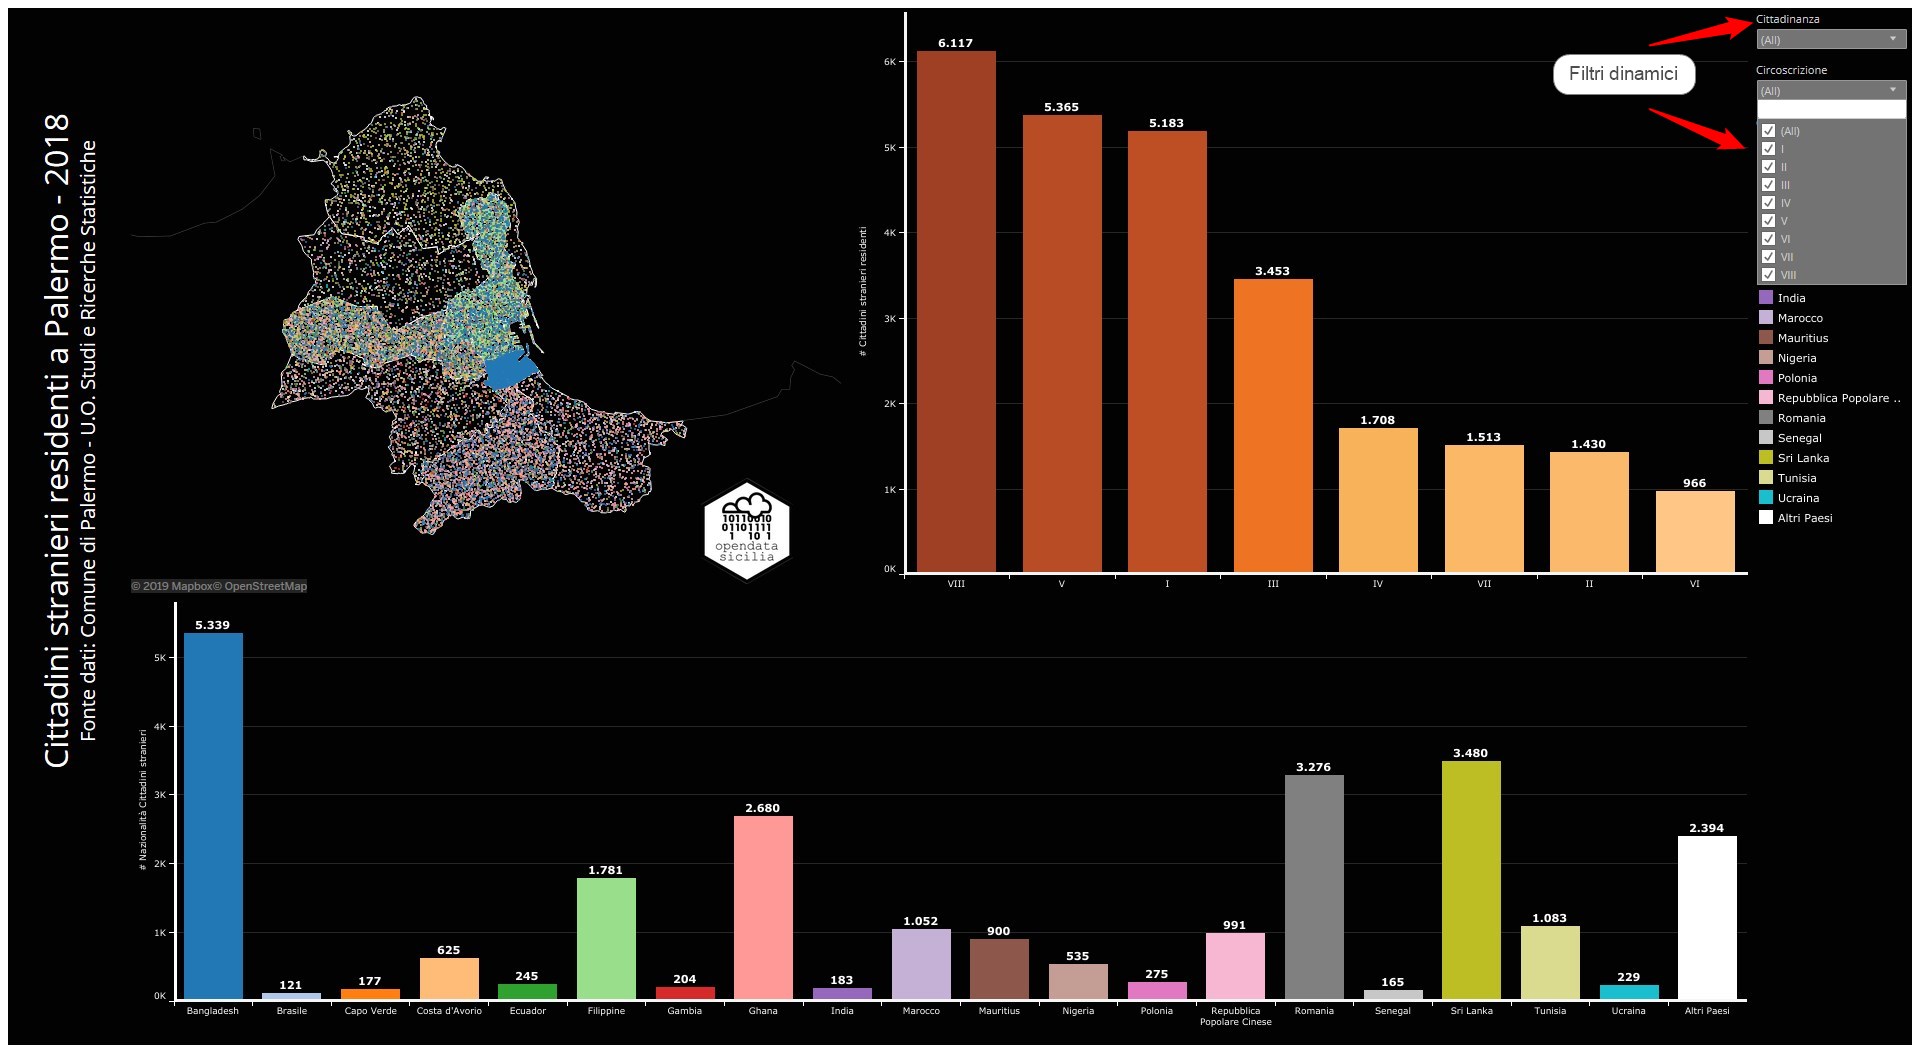 Cittadini stranieri residenti a Palermo - 2018
Fonte dati: Comune di Palermo - U.O. Studi e Ricerche Statistiche
10110010
01101111
1 10 1
opendata
sicilia
© 2019 Mapbox© OpenStreetMap
# Cittadini stranieri residenti
6K
5K
4K
3K
2K
1K
0K
6.117
5.365
5.183
3.453
1.708
1.513
1.430
966
VIII
V
I
III
IV
VII
II
VI
Filtri dinamici
Cittadinanza
(All)
Circoscrizione
(All)
(All)
I
II
III
IV
V
VI
VII
VIII
India
Marocco
Mauritius
Nigeria
Polonia
Repubblica Popolare ..
Romania
Senegal
Sri Lanka
Tunisia
Ucraina
Altri Paesi
# Nazionalità Cittadini stranieri
5K
4K
3K
2K
1K
0K
5.339
121
177
625
245
1.781
204
2.680
183
1.052
900
535
275
991
3.276
165
3.480
1.083
229
2.394
Bangladesh
Brasile
Capo Verde
Costa d'Avorio
Ecuador
Filippine
Gambia
Ghana
India
Marocco
Mauritius
Nigeria
Polonia
Repubblica
Popolare Cinese
Romania
Senegal
Sri Lanka
Tunisia
Ucraina
Altri Paesi